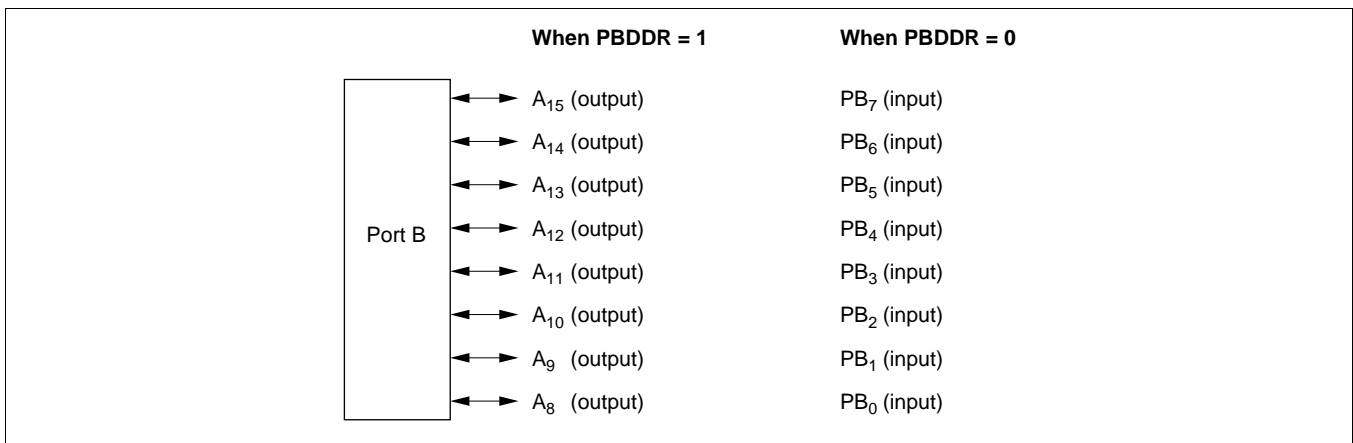 When PBDDR = 1 When PBDDR = 0
A₁₅ (output) PB₇ (input)
A₁₄ (output) PB₆ (input)
A₁₃ (output) PB₅ (input)
Port B A₁₂ (output) PB₄ (input)
A₁₁ (output) PB₃ (input)
A₁₀ (output) PB₂ (input)
A₉ (output) PB₁ (input)
A₈ (output) PB₀ (input)